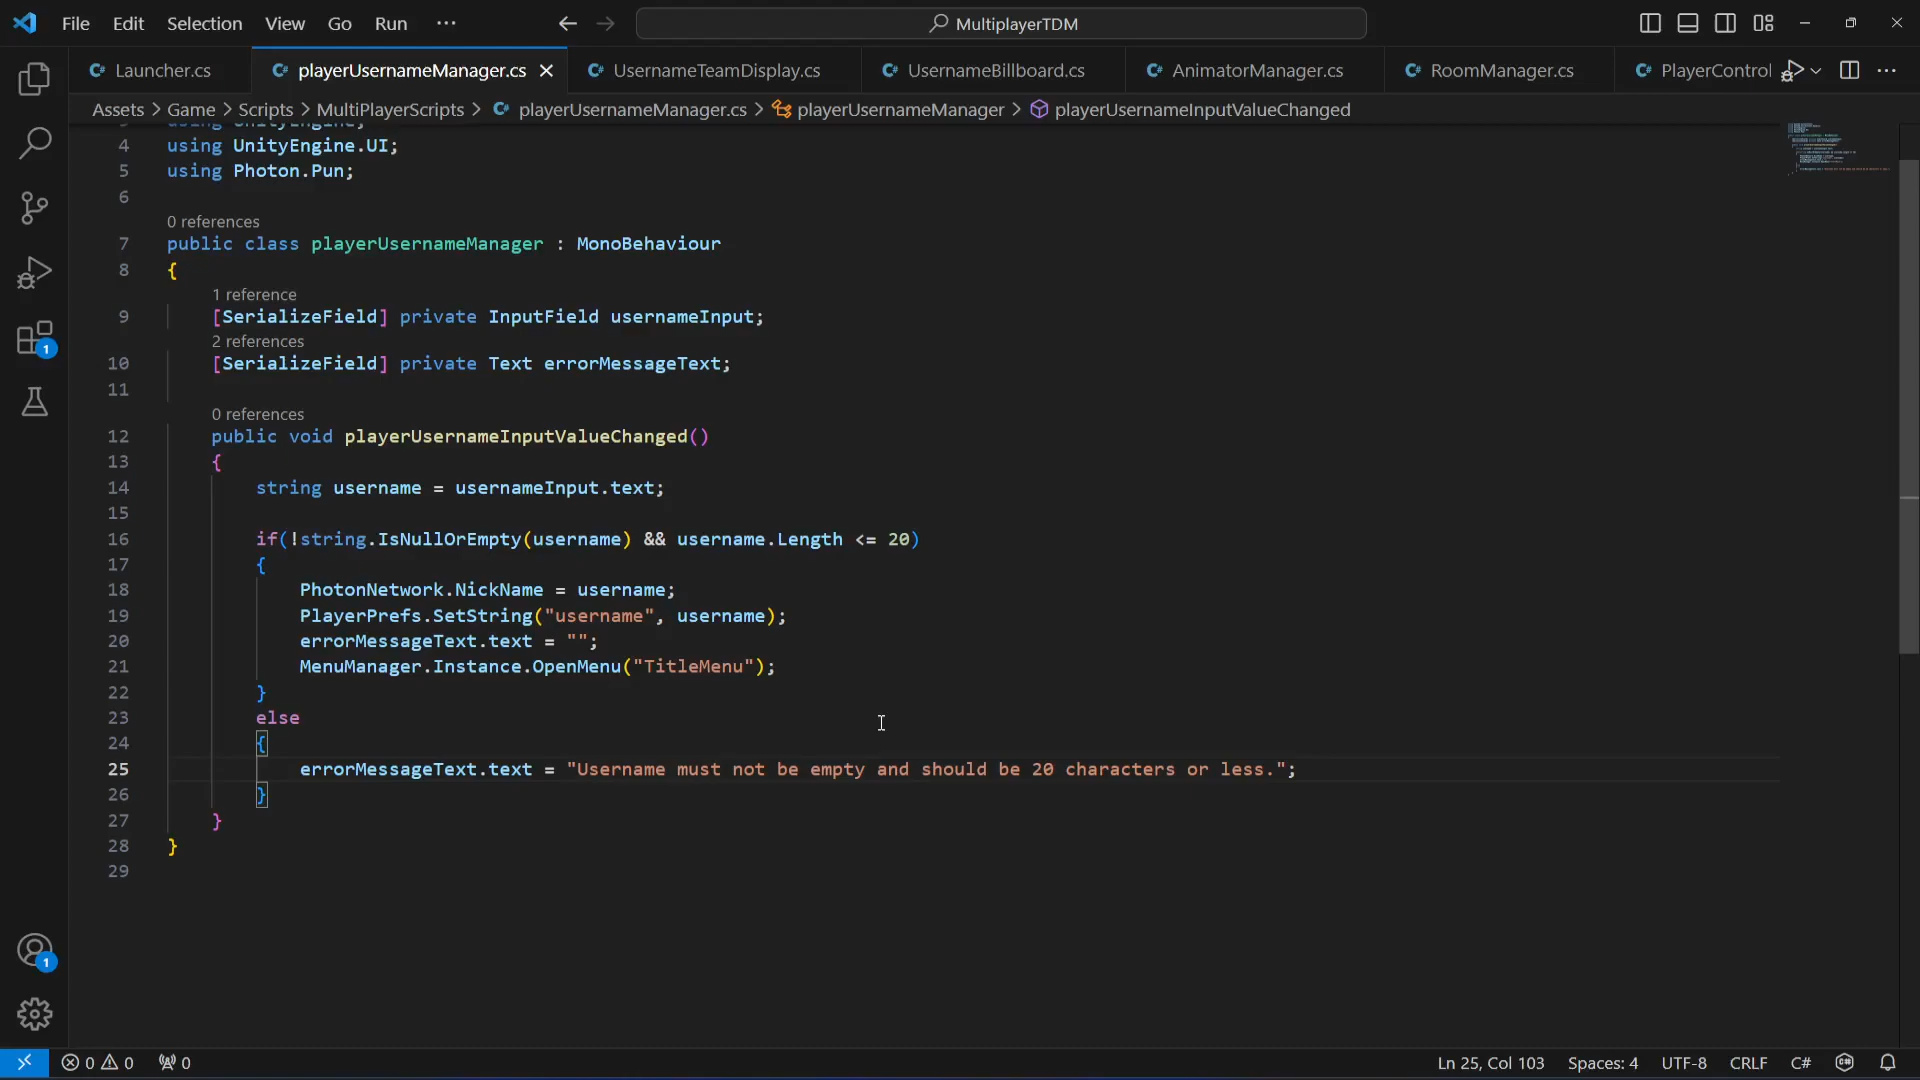 File Edit Selection View Go Run ··· MultiplayerTDM
Launcher.cs playerUsernameManager.cs UsernameTeamDisplay.cs UsernameBillboard.cs AnimatorManager.cs RoomManager.cs PlayerControl
Assets > Game > Scripts > MultiPlayerScripts > playerUsernameManager.cs > playerUsernameManager > playerUsernameInputValueChanged
4 using UnityEngine.UI;
5 using Photon.Pun;
6
0 references
7 public class playerUsernameManager : MonoBehaviour
8 {
1 reference
9 [SerializeField] private InputField usernameInput;
2 references
10 [SerializeField] private Text errorMessageText;
11
0 references
12 public void playerUsernameInputValueChanged()
13 {
14 string username = usernameInput.text;
15
16 if(!string.IsNullOrEmpty(username) && username.Length <= 20)
17 {
18 PhotonNetwork.NickName = username;
19 PlayerPrefs.SetString("username", username);
20 errorMessageText.text = "";
21 MenuManager.Instance.OpenMenu("TitleMenu");
22 }
23 else
24 {
25 errorMessageText.text = "Username must not be empty and should be 20 characters or less.";
26 }
27 }
28 }
29
1
1
0 0 0 Ln 25, Col 103 Spaces: 4 UTF-8 CRLF C#